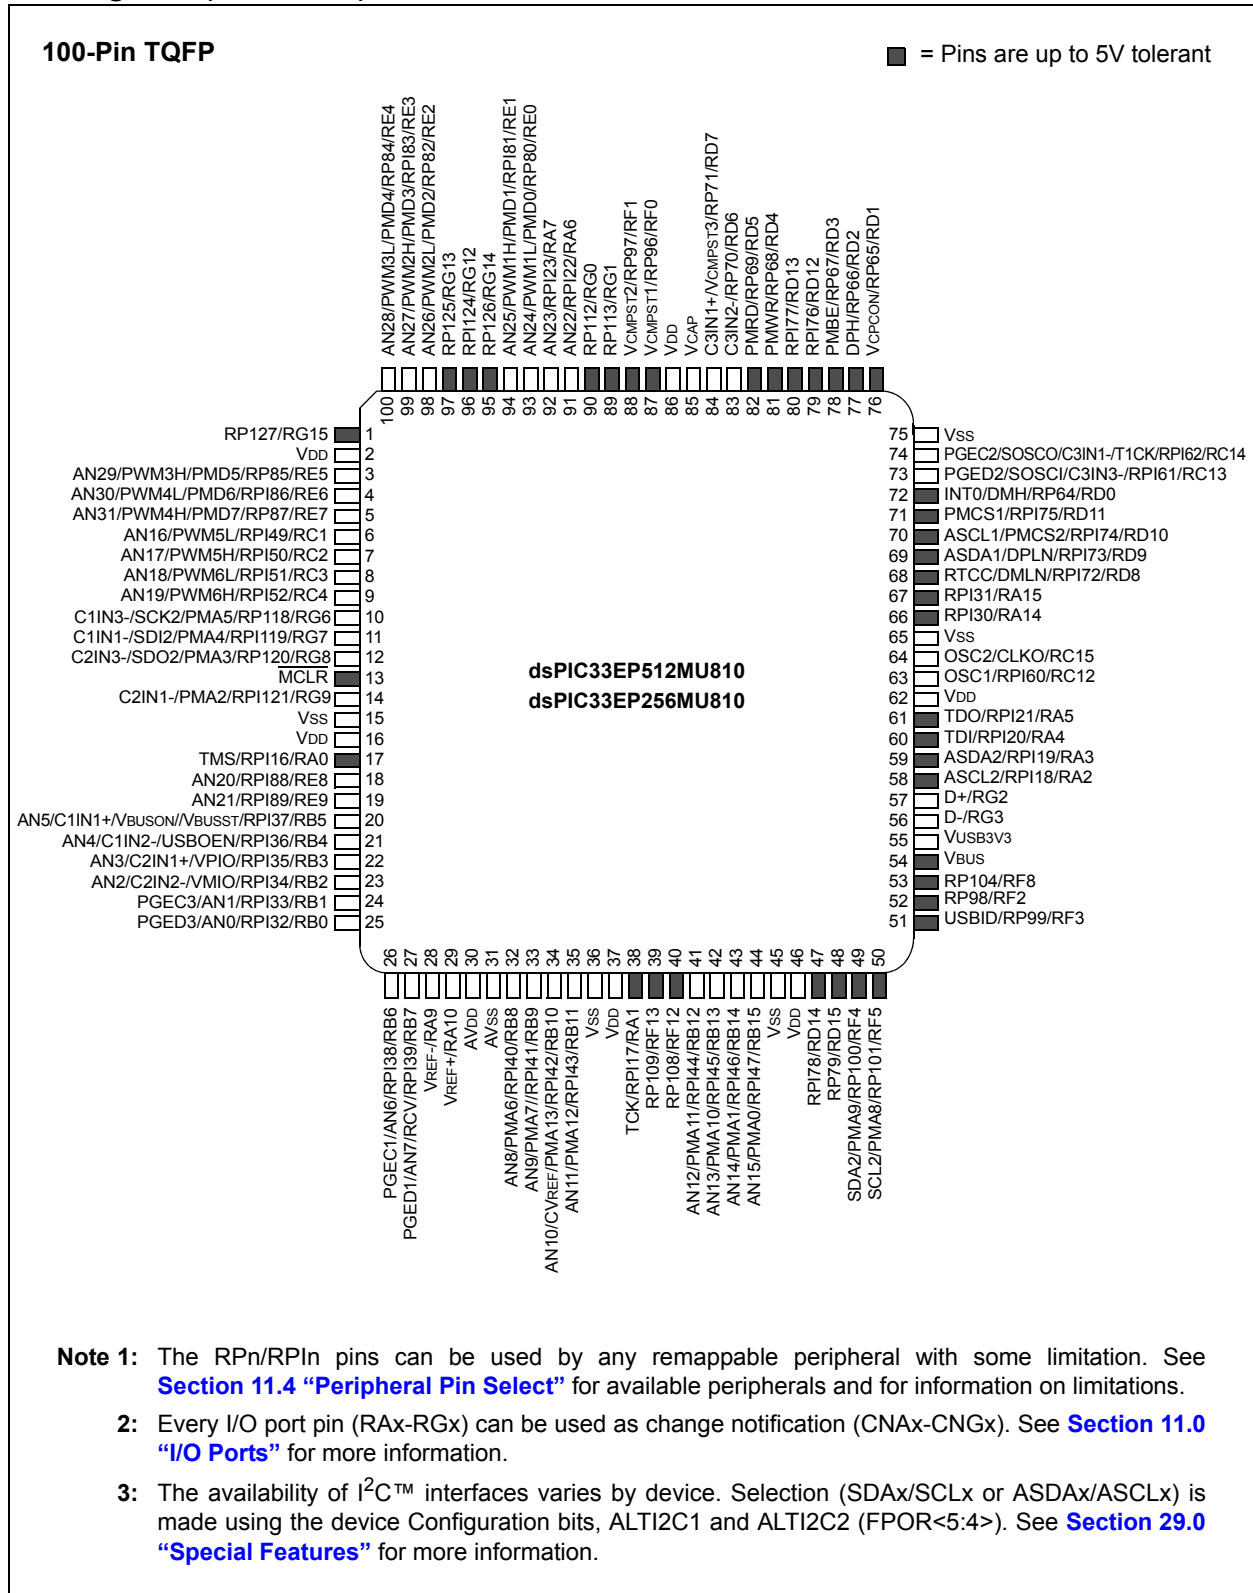 100-Pin TQFP
= Pins are up to 5V tolerant
AN28/PWM3L/PMD4/RP84/RE4
AN27/PWM2H/PMD3/RPI83/RE3
AN26/PWM2L/PMD2/RP82/RE2
RP125/RG13
RPI124/RG12
RP126/RG14
AN25/PWM1H/PMD1/RPI81/RE1
AN24/PWM1L/PMD0/RP80/RE0
AN23/RPI23/RA7
AN22/RPI22/RA6
RP112/RG0
RP113/RG1
VCMPST2/RP97/RF1
VCMPST1/RP96/RF0
VDD
VCAP
C3IN1+/VCMPST3/RP71/RD7
C3IN2-/RP70/RD6
PMRD/RP69/RD5
PMWR/RP68/RD4
RPI77/RD13
RPI76/RD12
PMBE/RP67/RD3
DPH/RP66/RD2
VCPCON/RP65/RD1
100 99 98 97 96 95 94 93 92 91 90 89 88 87 86 85 84 83 82 81 80 79 78 77 76
RP127/RG15 1
VDD 2
AN29/PWM3H/PMD5/RP85/RE5 3
AN30/PWM4L/PMD6/RPI86/RE6 4
AN31/PWM4H/PMD7/RP87/RE7 5
AN16/PWM5L/RPI49/RC1 6
AN17/PWM5H/RPI50/RC2 7
AN18/PWM6L/RPI51/RC3 8
AN19/PWM6H/RPI52/RC4 9
C1IN3-/SCK2/PMA5/RP118/RG6 10
C1IN1-/SDI2/PMA4/RPI119/RG7 11
C2IN3-/SDO2/PMA3/RP120/RG8 12
MCLR 13
C2IN1-/PMA2/RPI121/RG9 14
VSS 15
VDD 16
TMS/RPI16/RA0 17
AN20/RPI88/RE8 18
AN21/RPI89/RE9 19
AN5/C1IN1+/VBUSON//VBUSST/RPI37/RB5 20
AN4/C1IN2-/USBOEN/RPI36/RB4 21
AN3/C2IN1+/VPIO/RPI35/RB3 22
AN2/C2IN2-/VMIO/RPI34/RB2 23
PGEC3/AN1/RPI33/RB1 24
PGED3/AN0/RPI32/RB0 25
dsPIC33EP512MU810
dsPIC33EP256MU810
75 VSS
74 PGEC2/SOSCO/C3IN1-/T1CK/RPI62/RC14
73 PGED2/SOSCI/C3IN3-/RPI61/RC13
72 INT0/DMH/RP64/RD0
71 PMCS1/RPI75/RD11
70 ASCL1/PMCS2/RPI74/RD10
69 ASDA1/DPLN/RPI73/RD9
68 RTCC/DMLN/RPI72/RD8
67 RPI31/RA15
66 RPI30/RA14
65 VSS
64 OSC2/CLKO/RC15
63 OSC1/RPI60/RC12
62 VDD
61 TDO/RPI21/RA5
60 TDI/RPI20/RA4
59 ASDA2/RPI19/RA3
58 ASCL2/RPI18/RA2
57 D+/RG2
56 D-/RG3
55 VUSB3V3
54 VBUS
53 RP104/RF8
52 RP98/RF2
51 USBID/RP99/RF3
26 27 28 29 30 31 32 33 34 35 36 37 38 39 40 41 42 43 44 45 46 47 48 49 50
PGEC1/AN6/RPI38/RB6
PGED1/AN7/RCV/RPI39/RB7
VREF-/RA9
VREF+/RA10
AVDD
AVSS
AN8/PMA6/RPI40/RB8
AN9/PMA7//RPI41/RB9
AN10/CVREF/PMA13/RPI42/RB10
AN11/PMA12/RPI43/RB11
VSS
VDD
TCK/RPI17/RA1
RP109/RF13
RP108/RF12
AN12/PMA11/RPI44/RB12
AN13/PMA10/RPI45/RB13
AN14/PMA1/RPI46/RB14
AN15/PMA0/RPI47/RB15
VSS
VDD
RPI78/RD14
RP79/RD15
SDA2/PMA9/RP100/RF4
SCL2/PMA8/RP101/RF5
Note 1: The RPn/RPIn pins can be used by any remappable peripheral with some limitation. See
Section 11.4 “Peripheral Pin Select” for available peripherals and for information on limitations.
2: Every I/O port pin (RAx-RGx) can be used as change notification (CNAx-CNGx). See Section 11.0
“I/O Ports” for more information.
3: The availability of I2C™ interfaces varies by device. Selection (SDAx/SCLx or ASDAx/ASCLx) is
made using the device Configuration bits, ALTI2C1 and ALTI2C2 (FPOR<5:4>). See Section 29.0
“Special Features” for more information.